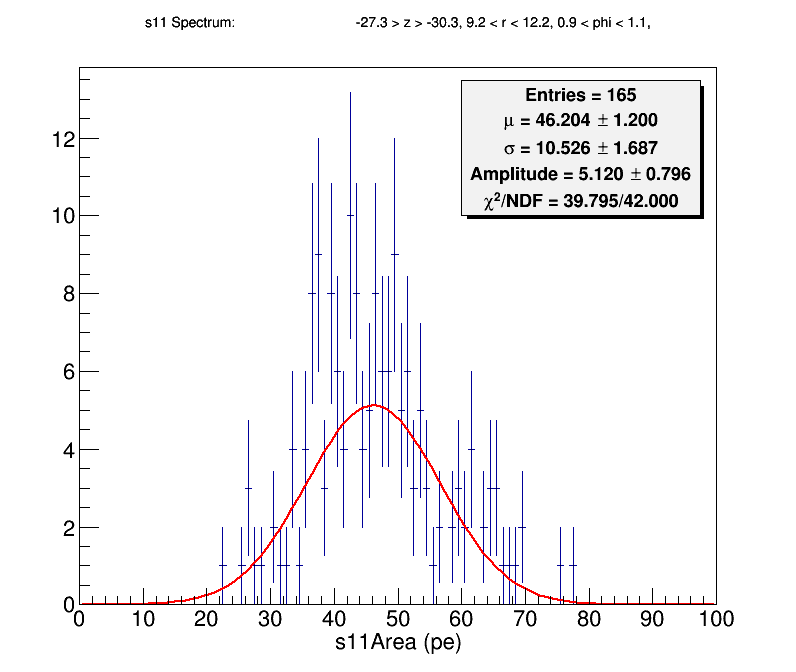 s11 Spectrum: -27.3 > z > -30.3, 9.2 < r < 12.2, 0.9 < phi < 1.1,
Entries = 165
μ = 46.204 ± 1.200
σ = 10.526 ± 1.687
Amplitude = 5.120 ± 0.796
χ²/NDF = 39.795/42.000
12
10
8
6
4
2
0
0 10 20 30 40 50 60 70 80 90 100
s11Area (pe)